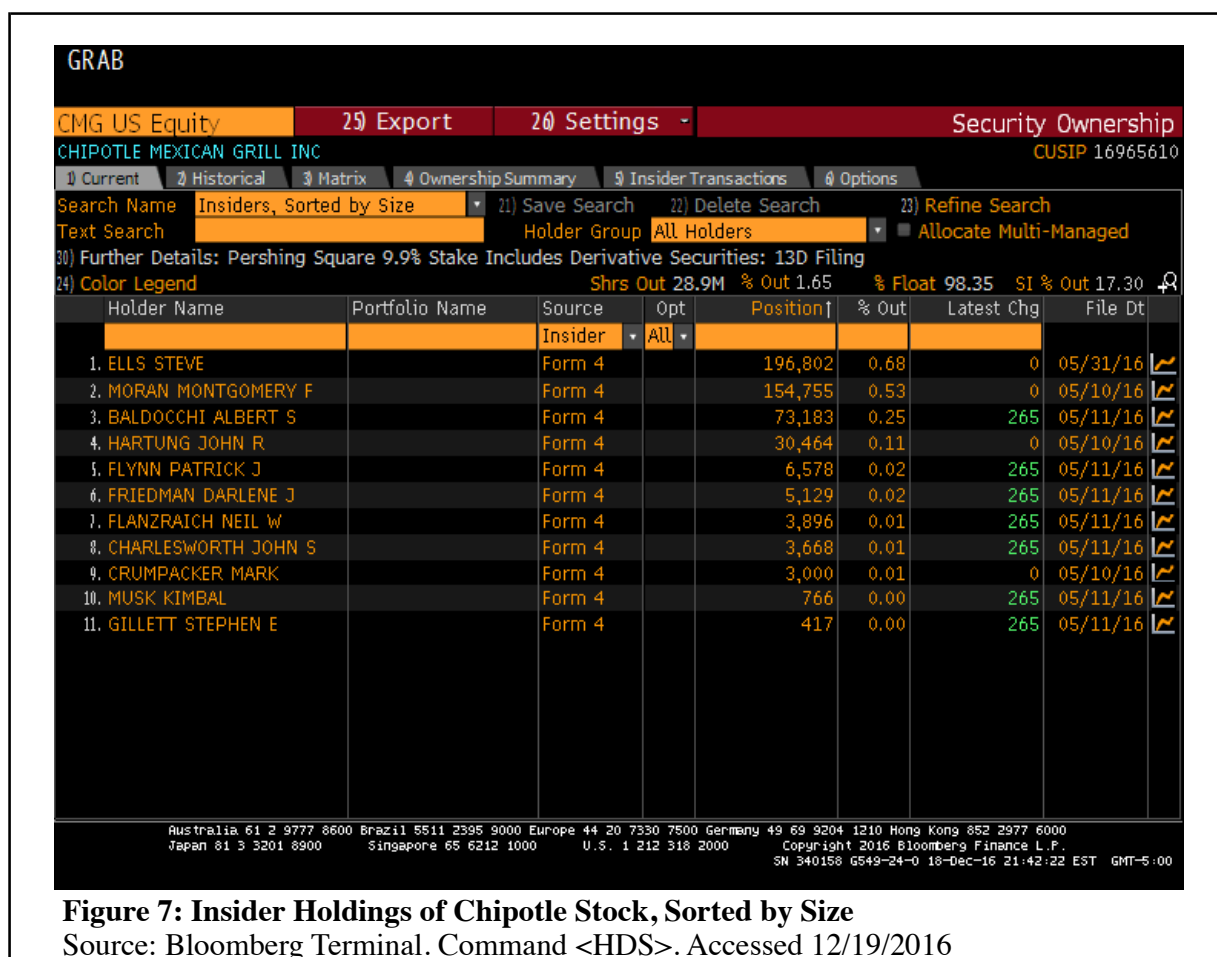 GRAB
CMG US Equity 25) Export 26) Settings Security Ownership
CHIPOTLE MEXICAN GRILL INC CUSIP 16965610
1) Current 2) Historical 3) Matrix 4) Ownership Summary 5) Insider Transactions 6) Options
Search Name Insiders, Sorted by Size 21) Save Search 22) Delete Search 23) Refine Search
Text Search Holder Group All Holders Allocate Multi-Managed
30) Further Details: Pershing Square 9.9% Stake Includes Derivative Securities: 13D Filing
24) Color Legend Shrs Out 28.9M % Out 1.65 % Float 98.35 SI % Out 17.30
Holder Name Portfolio Name Source Opt Position↑ % Out Latest Chg File Dt
Insider All
1. ELLS STEVE Form 4 196,802 0.68 0 05/31/16
2. MORAN MONTGOMERY F Form 4 154,755 0.53 0 05/10/16
3. BALDOCCHI ALBERT S Form 4 73,183 0.25 265 05/11/16
4. HARTUNG JOHN R Form 4 30,464 0.11 0 05/10/16
5. FLYNN PATRICK J Form 4 6,578 0.02 265 05/11/16
6. FRIEDMAN DARLENE J Form 4 5,129 0.02 265 05/11/16
7. FLANZRAICH NEIL W Form 4 3,896 0.01 265 05/11/16
8. CHARLESWORTH JOHN S Form 4 3,668 0.01 265 05/11/16
9. CRUMPACKER MARK Form 4 3,000 0.01 0 05/10/16
10. MUSK KIMBAL Form 4 766 0.00 265 05/11/16
11. GILLETT STEPHEN E Form 4 417 0.00 265 05/11/16
Australia 61 2 9777 8600 Brazil 5511 2395 9000 Europe 44 20 7330 7500 Germany 49 69 9204 1210 Hong Kong 852 2977 6000
Japan 81 3 3201 8900 Singapore 65 6212 1000 U.S. 1 212 318 2000 Copyright 2016 Bloomberg Finance L.P.
SN 340158 G549-24-0 18-Dec-16 21:42:22 EST GMT-5:00
Figure 7: Insider Holdings of Chipotle Stock, Sorted by Size
Source: Bloomberg Terminal. Command <HDS>. Accessed 12/19/2016